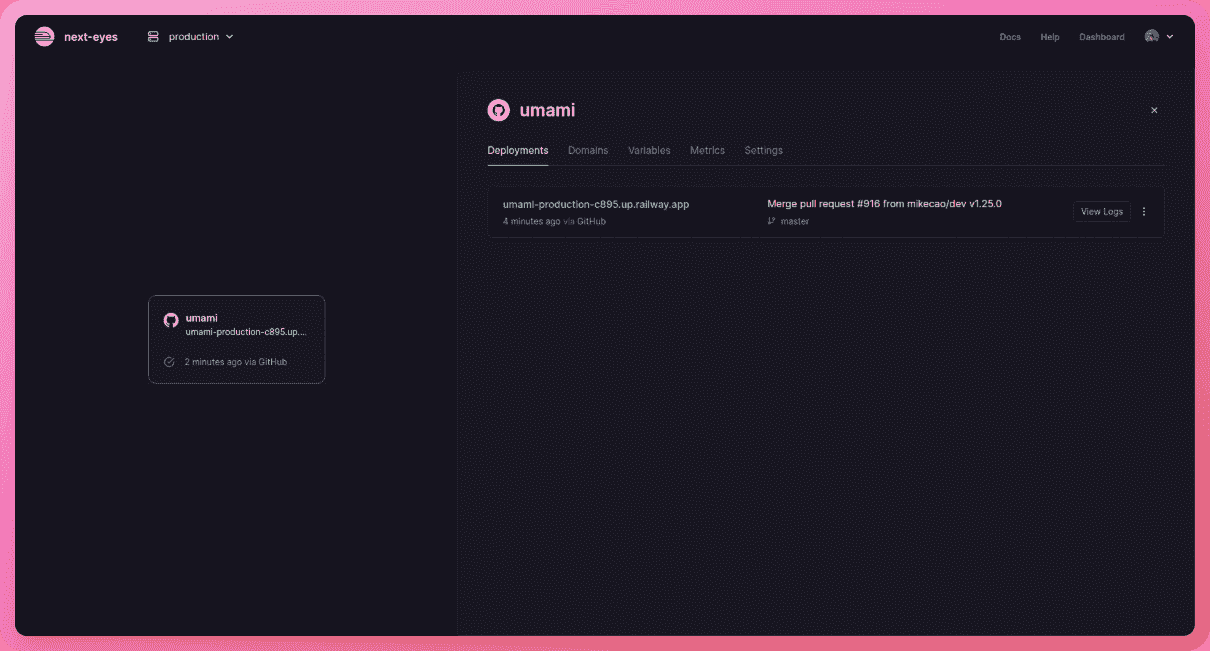 next-eyes
production
Docs
Help
Dashboard
umami
Deployments
Domains
Variables
Metrics
Settings
umami-production-c895.up.railway.app
4 minutes ago via GitHub
Merge pull request #916 from mikecao/dev v1.25.0
master
View Logs
umami
umami-production-c895.up....
2 minutes ago via GitHub